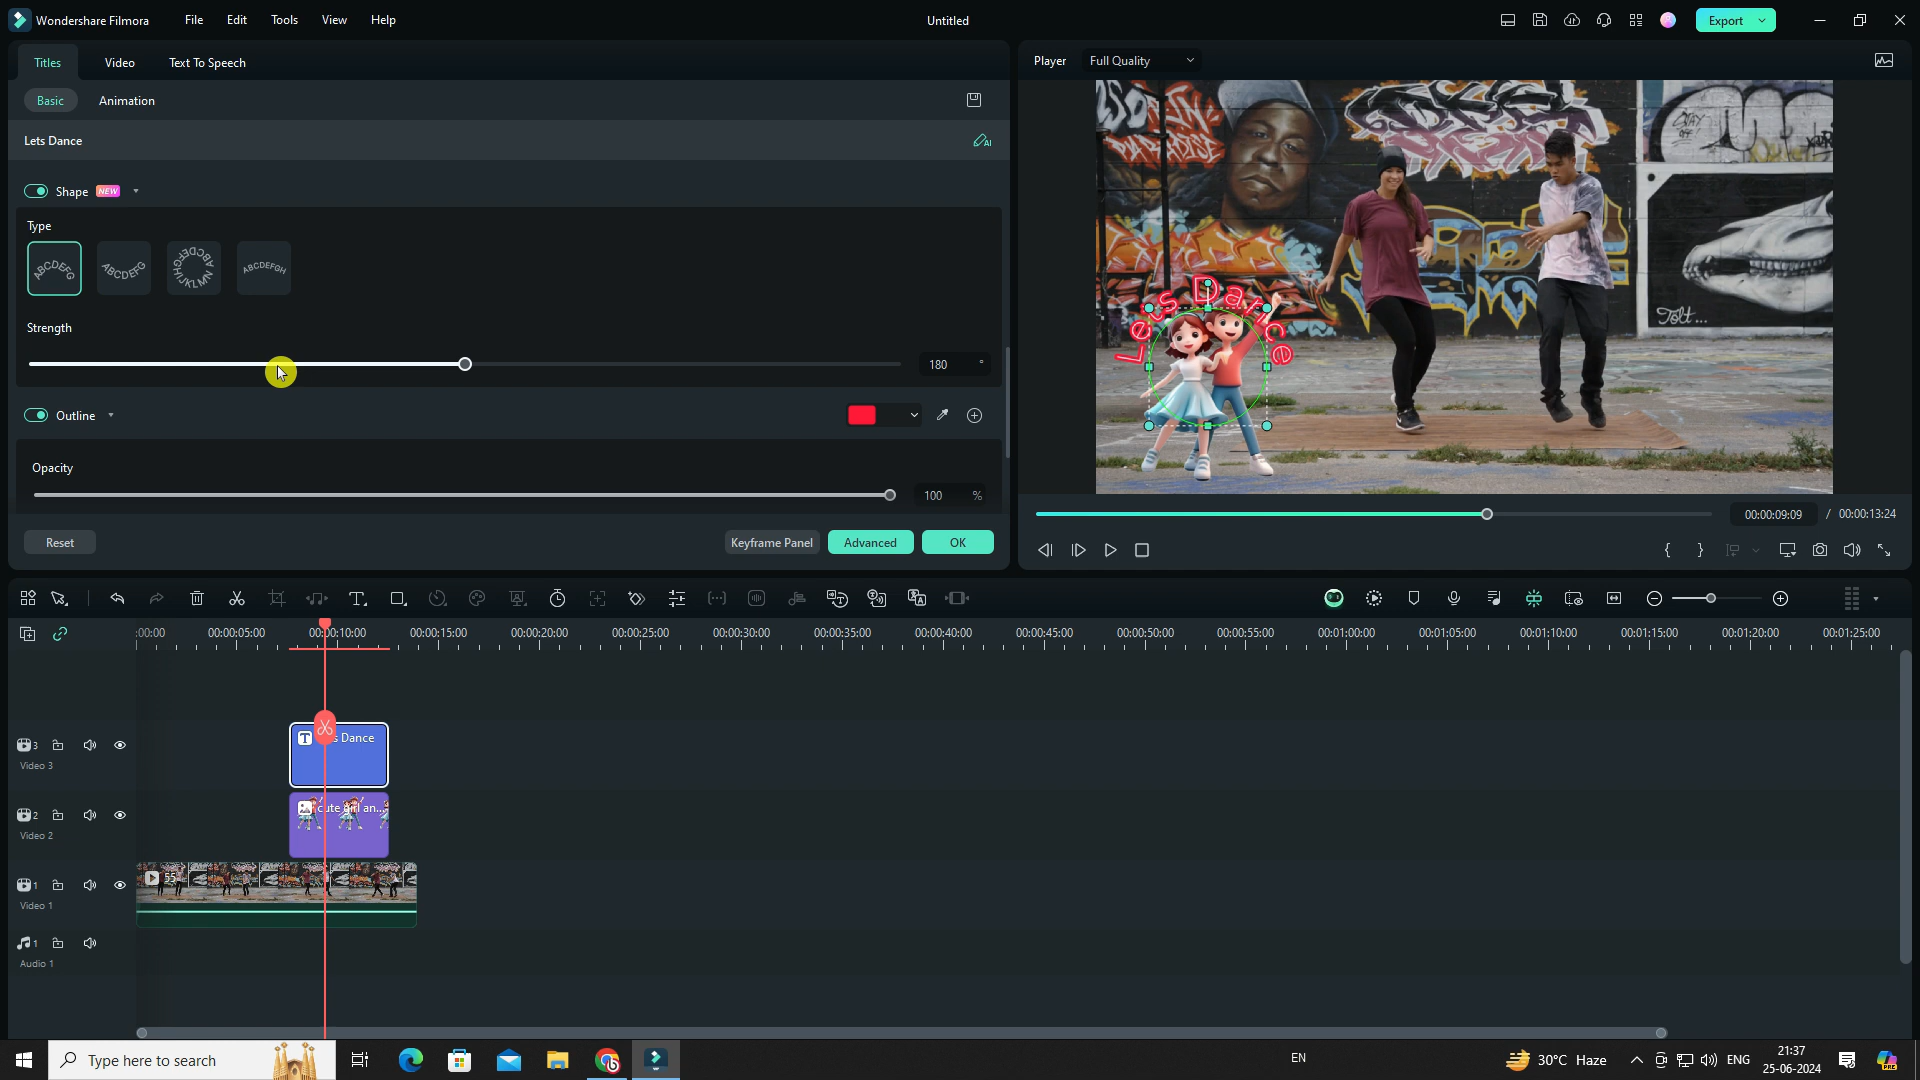 Wondershare Filmora
File
Edit
Tools
View
Help
Untitled
Export
Titles
Video
Text To Speech
Player
Full Quality
Basic
Animation
Lets Dance
Shape
NEW
Type
ABCDEFG
ABCDEFG
ABCDEFGHIJKLMN
ABCDEFGH
Strength
180
°
Outline
Opacity
100
%
Lets Dance
PARADISE
Reset
Keyframe Panel
Advanced
OK
00:00:09:09
/
00:00:13:24
:00:00
00:00:05:00
00:00:10:00
00:00:15:00
00:00:20:00
00:00:25:00
00:00:30:00
00:00:35:00
00:00:40:00
00:00:45:00
00:00:50:00
00:00:55:00
00:01:00:00
00:01:05:00
00:01:10:00
00:01:15:00
00:01:20:00
00:01:25:00
3
Video 3
s Dance
2
Video 2
cute girl an...
1
Video 1
55
1
Audio 1
Type here to search
EN
30°C Haze
ENG
21:37
25-06-2024